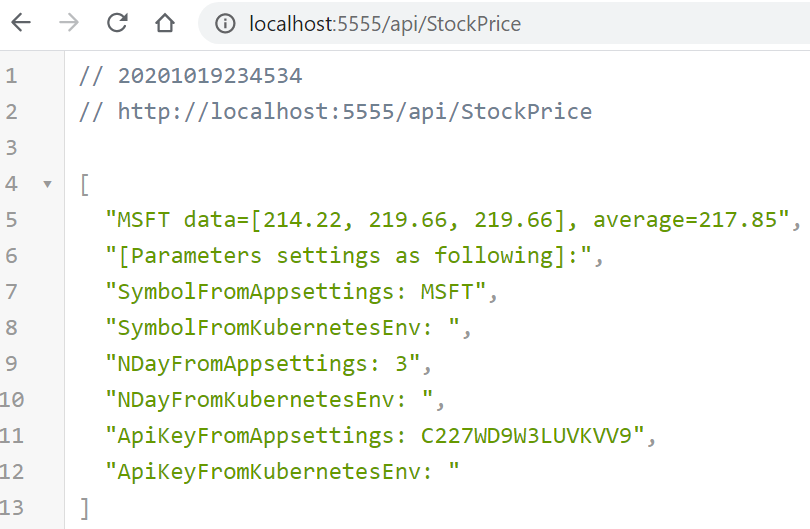 localhost:5555/api/StockPrice
1 // 20201019234534
2 // http://localhost:5555/api/StockPrice
3
4 [
5 "MSFT data=[214.22, 219.66, 219.66], average=217.85",
6 "[Parameters settings as following]:",
7 "SymbolFromAppsettings: MSFT",
8 "SymbolFromKubernetesEnv: ",
9 "NDayFromAppsettings: 3",
10 "NDayFromKubernetesEnv: ",
11 "ApiKeyFromAppsettings: C227WD9W3LUVKVV9",
12 "ApiKeyFromKubernetesEnv: "
13 ]